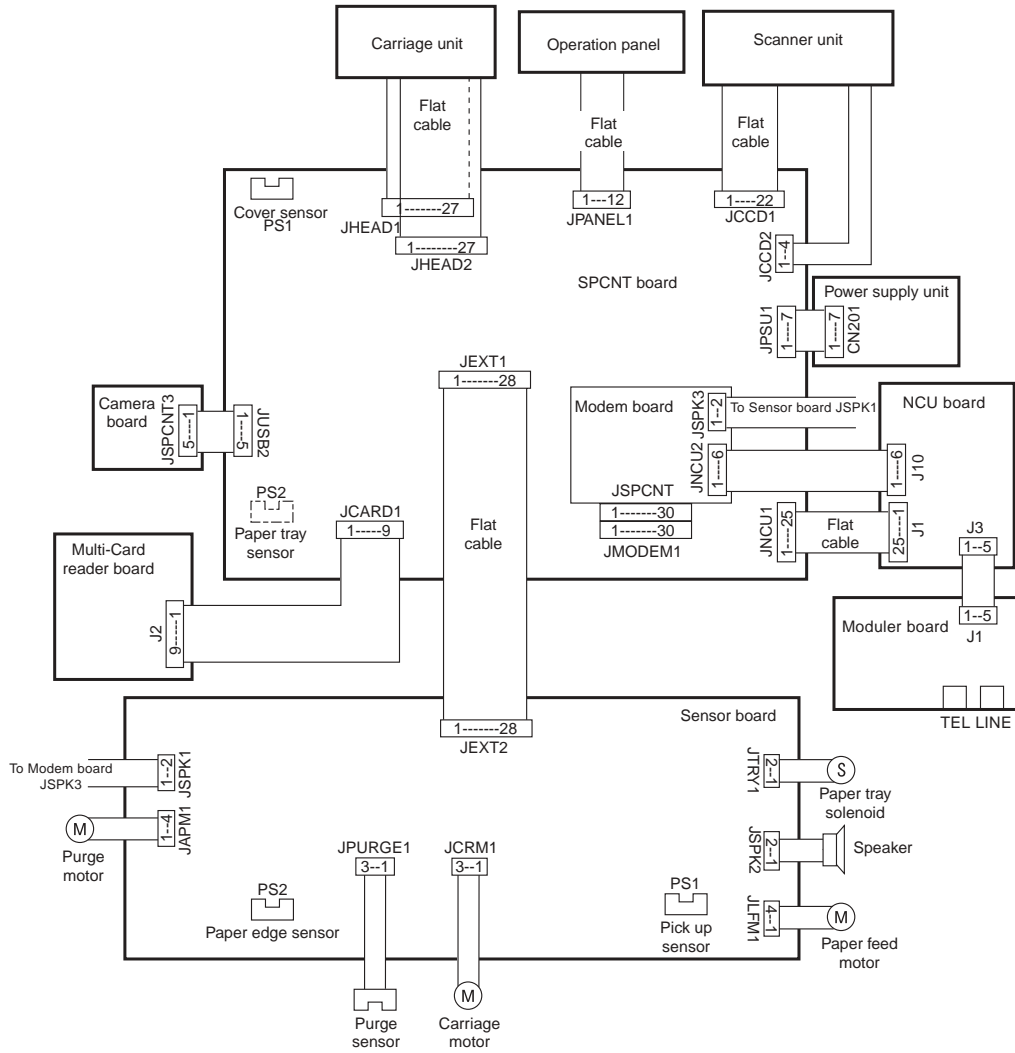 Carriage unit
Operation panel
Scanner unit
Flat
cable
Flat
cable
Flat
cable
Cover sensor
PS1
1-------27
JHEAD1
1--------27
JHEAD2
1---12
JPANEL1
1----22
JCCD1
JCCD2
1--4
SPCNT board
Power supply unit
JPSU1
1---7
1---7
CN201
JEXT1
1-------28
Camera
board
JSPCNT3
5----1
1---5
JUSB2
Modem board
JSPK3
1--2
To Sensor board JSPK1
NCU board
JNCU2
1---6
1---6
J10
JSPCNT
1-------30
1-------30
JMODEM1
JNCU1
1---25
Flat
cable
25---1
J1
PS2
Paper tray
sensor
JCARD1
1-----9
Flat
cable
J3
1--5
1--5
J1
Moduler board
TEL LINE
Multi-Card
reader board
J2
9----1
1-------28
JEXT2
Sensor board
To Modem board
JSPK3
1--2
JSPK1
M
Purge
motor
1--4
JAPM1
JTRY1
2--1
S
Paper tray
solenoid
JSPK2
2--1
Speaker
JLFM1
4--1
M
Paper feed
motor
JPURGE1
3--1
JCRM1
3--1
PS2
Paper edge sensor
PS1
Pick up
sensor
Purge
sensor
M
Carriage
motor